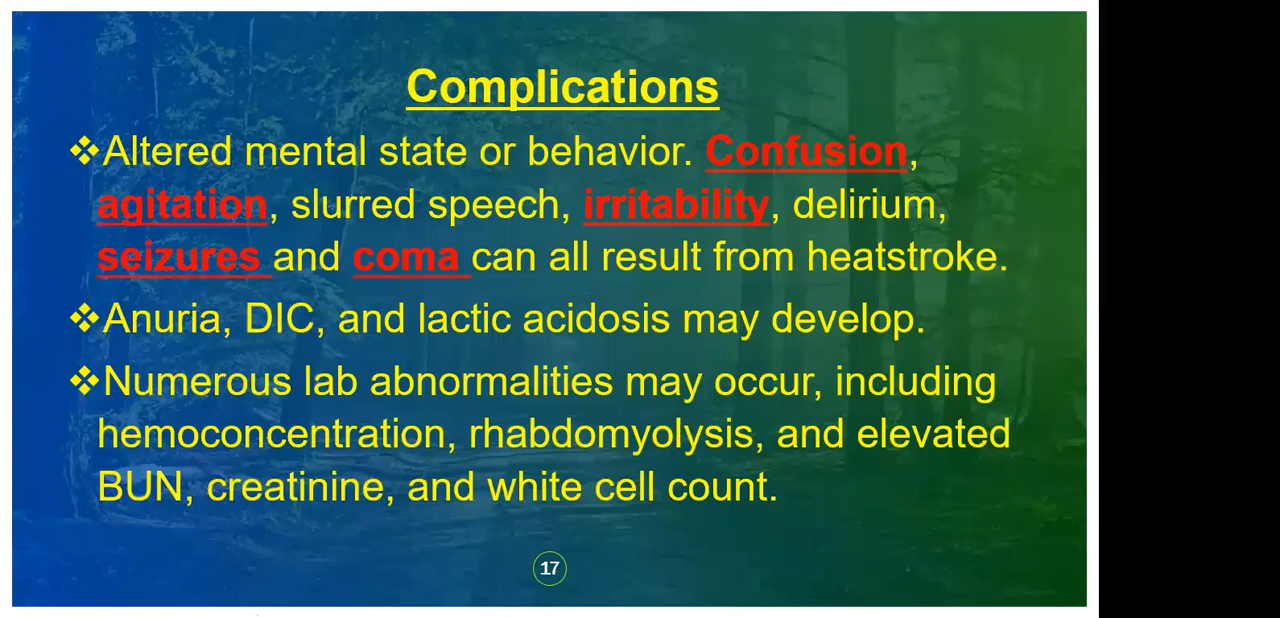 Complications
❖Altered mental state or behavior. Confusion,
agitation, slurred speech, irritability, delirium,
seizures and coma can all result from heatstroke.
❖Anuria, DIC, and lactic acidosis may develop.
❖Numerous lab abnormalities may occur, including
hemoconcentration, rhabdomyolysis, and elevated
BUN, creatinine, and white cell count.
17